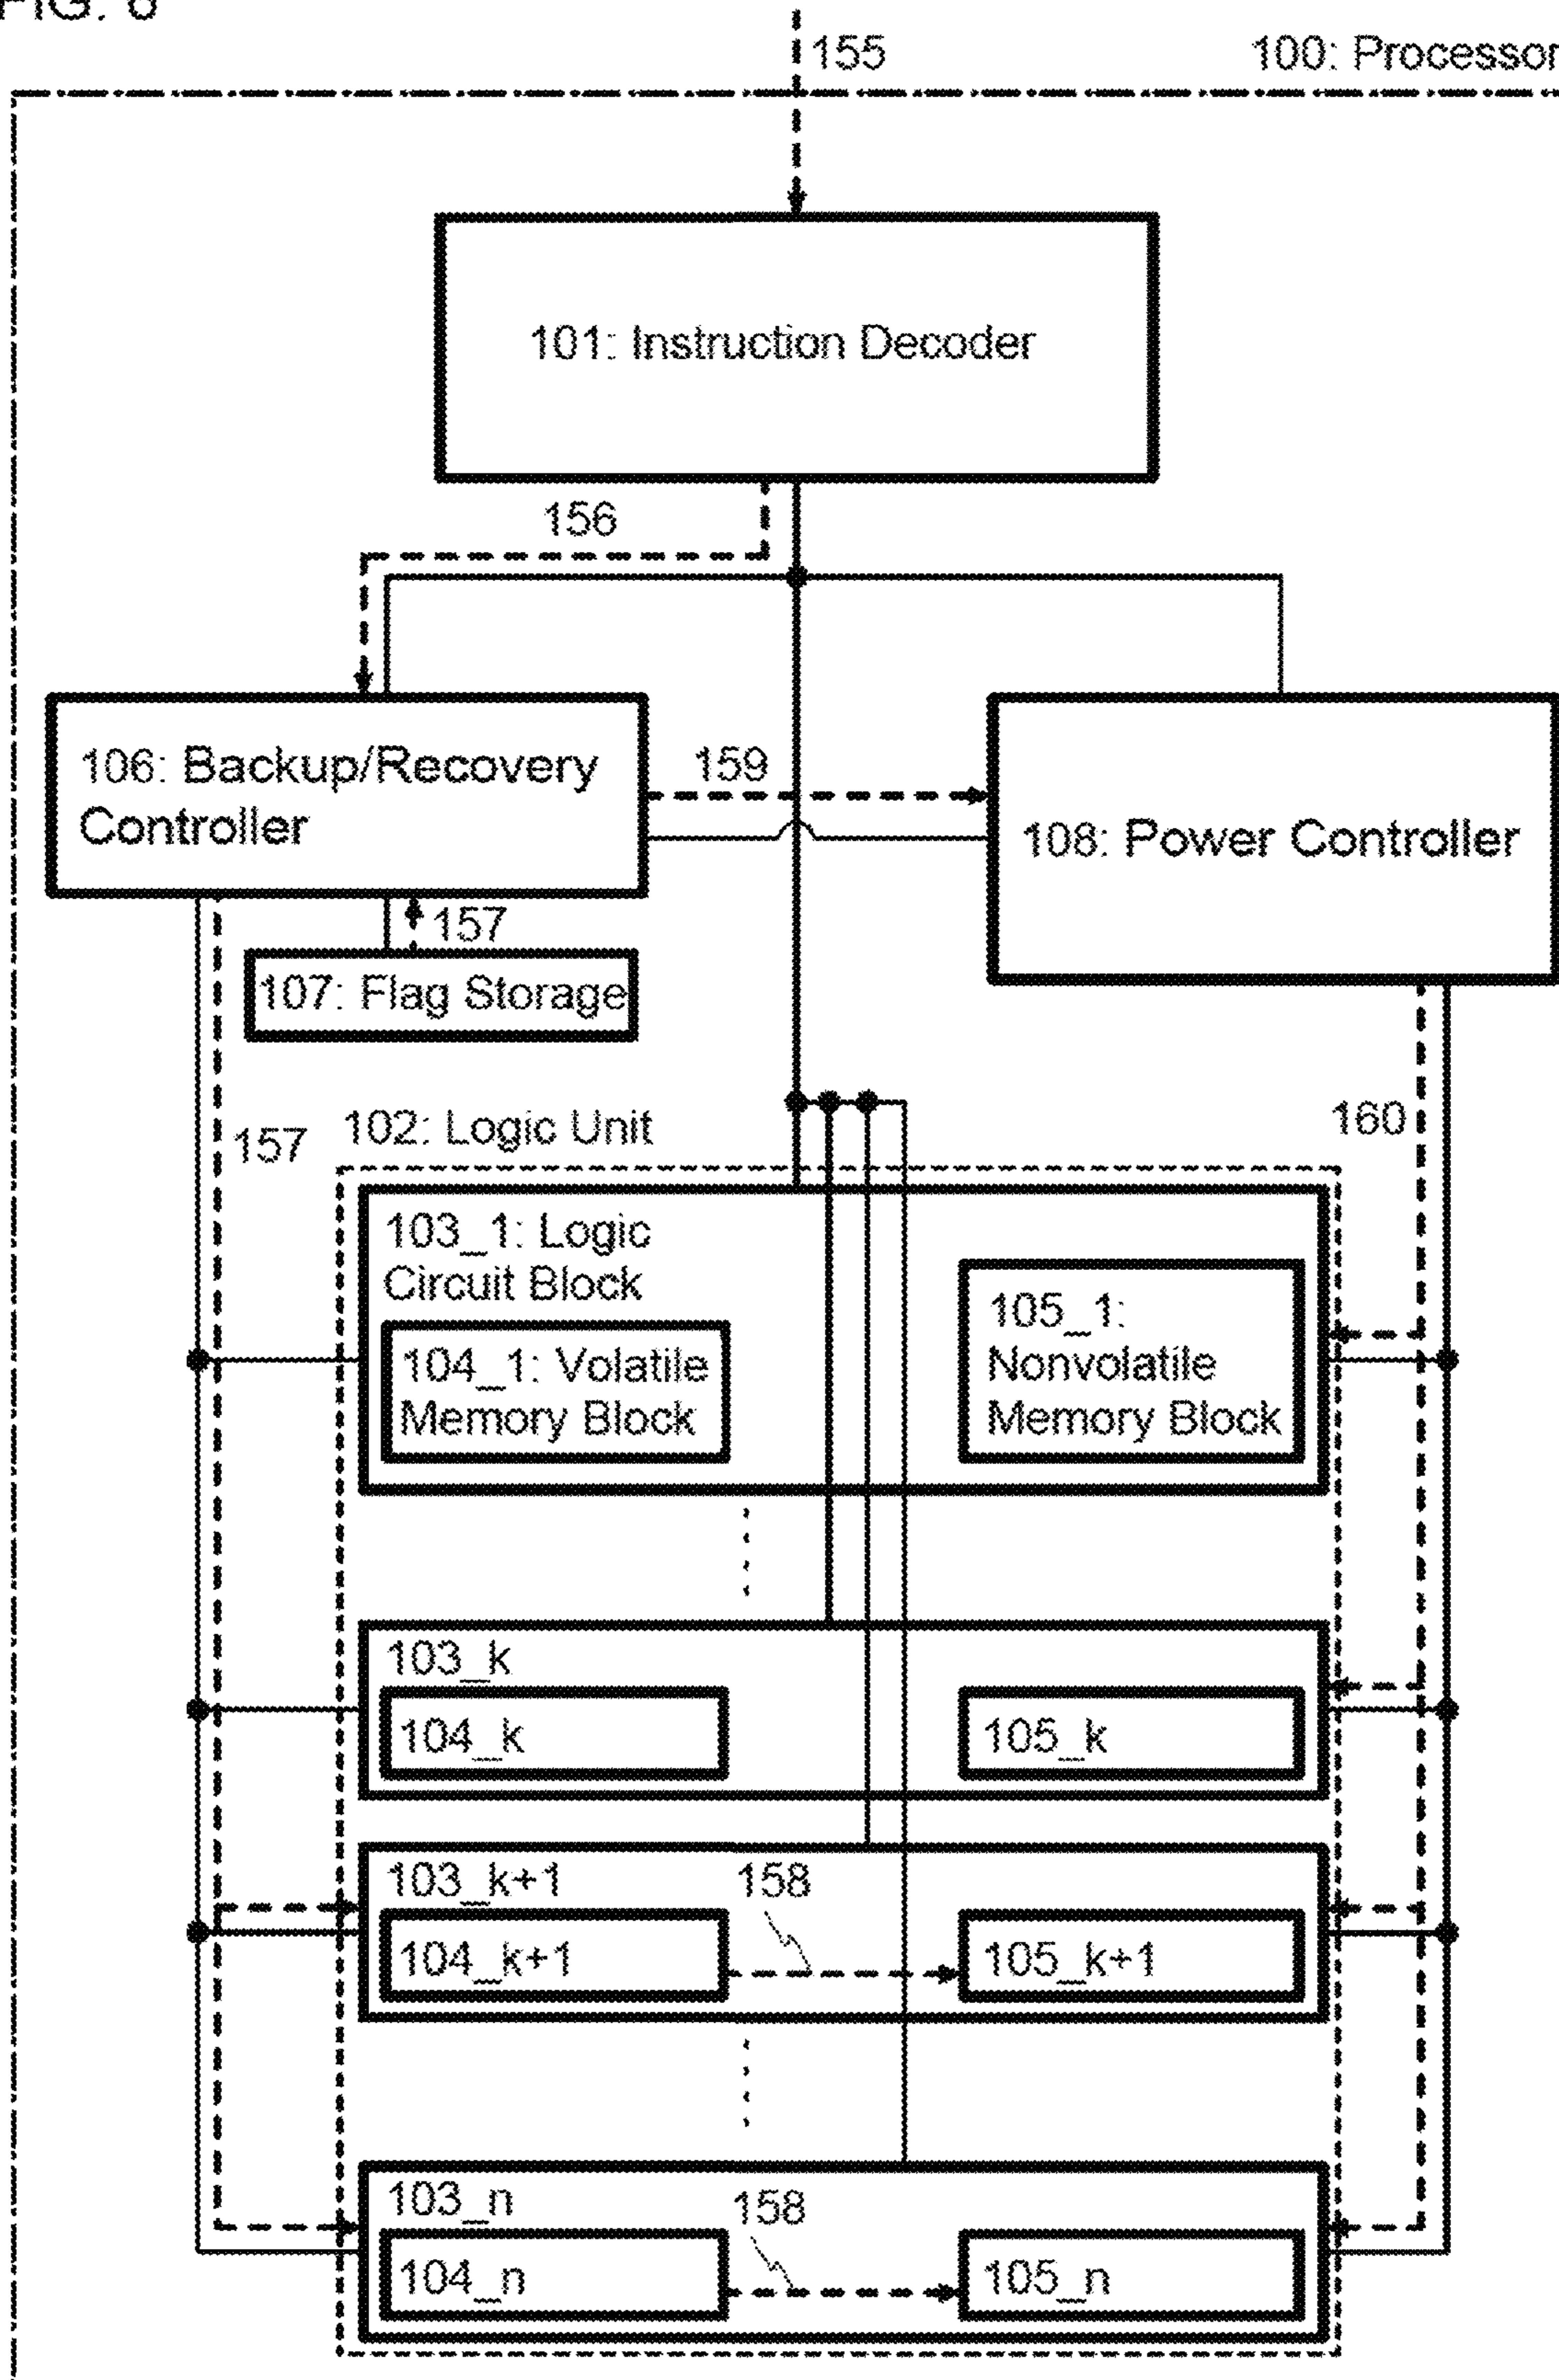 FIG. 6
155
100: Processor
101: Instruction Decoder
156
106: Backup/Recovery
Controller
159
108: Power Controller
157
107: Flag Storage
157
102: Logic Unit
160
103_1: Logic
Circuit Block
104_1: Volatile
Memory Block
105_1:
Nonvolatile
Memory Block
103_k
104_k
105_k
103_k+1
158
104_k+1
105_k+1
103_n
158
104_n
105_n